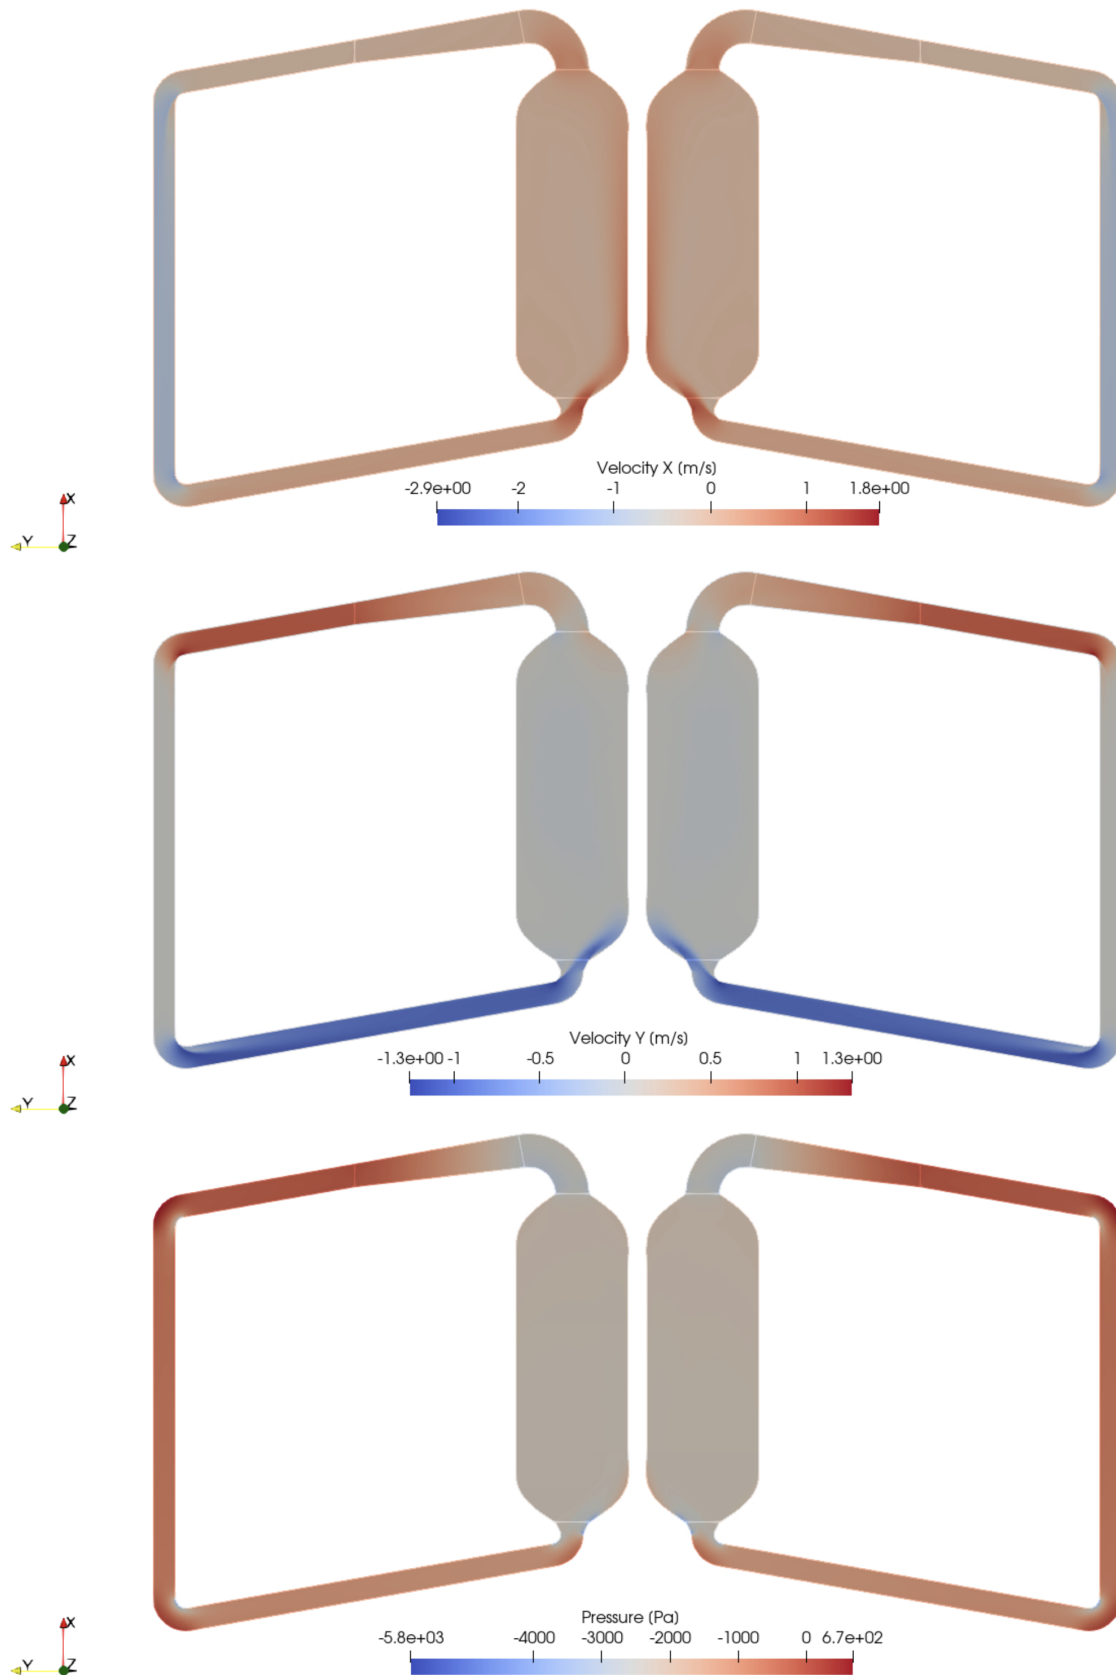 Velocity X (m/s)
-2.9e+00 -2 -1 0 1 1.8e+00
X
Y Z
Velocity Y (m/s)
-1.3e+00 -1 -0.5 0 0.5 1 1.3e+00
X
Y Z
Pressure (Pa)
-5.8e+03 -4000 -3000 -2000 -1000 0 6.7e+02
X
Y Z